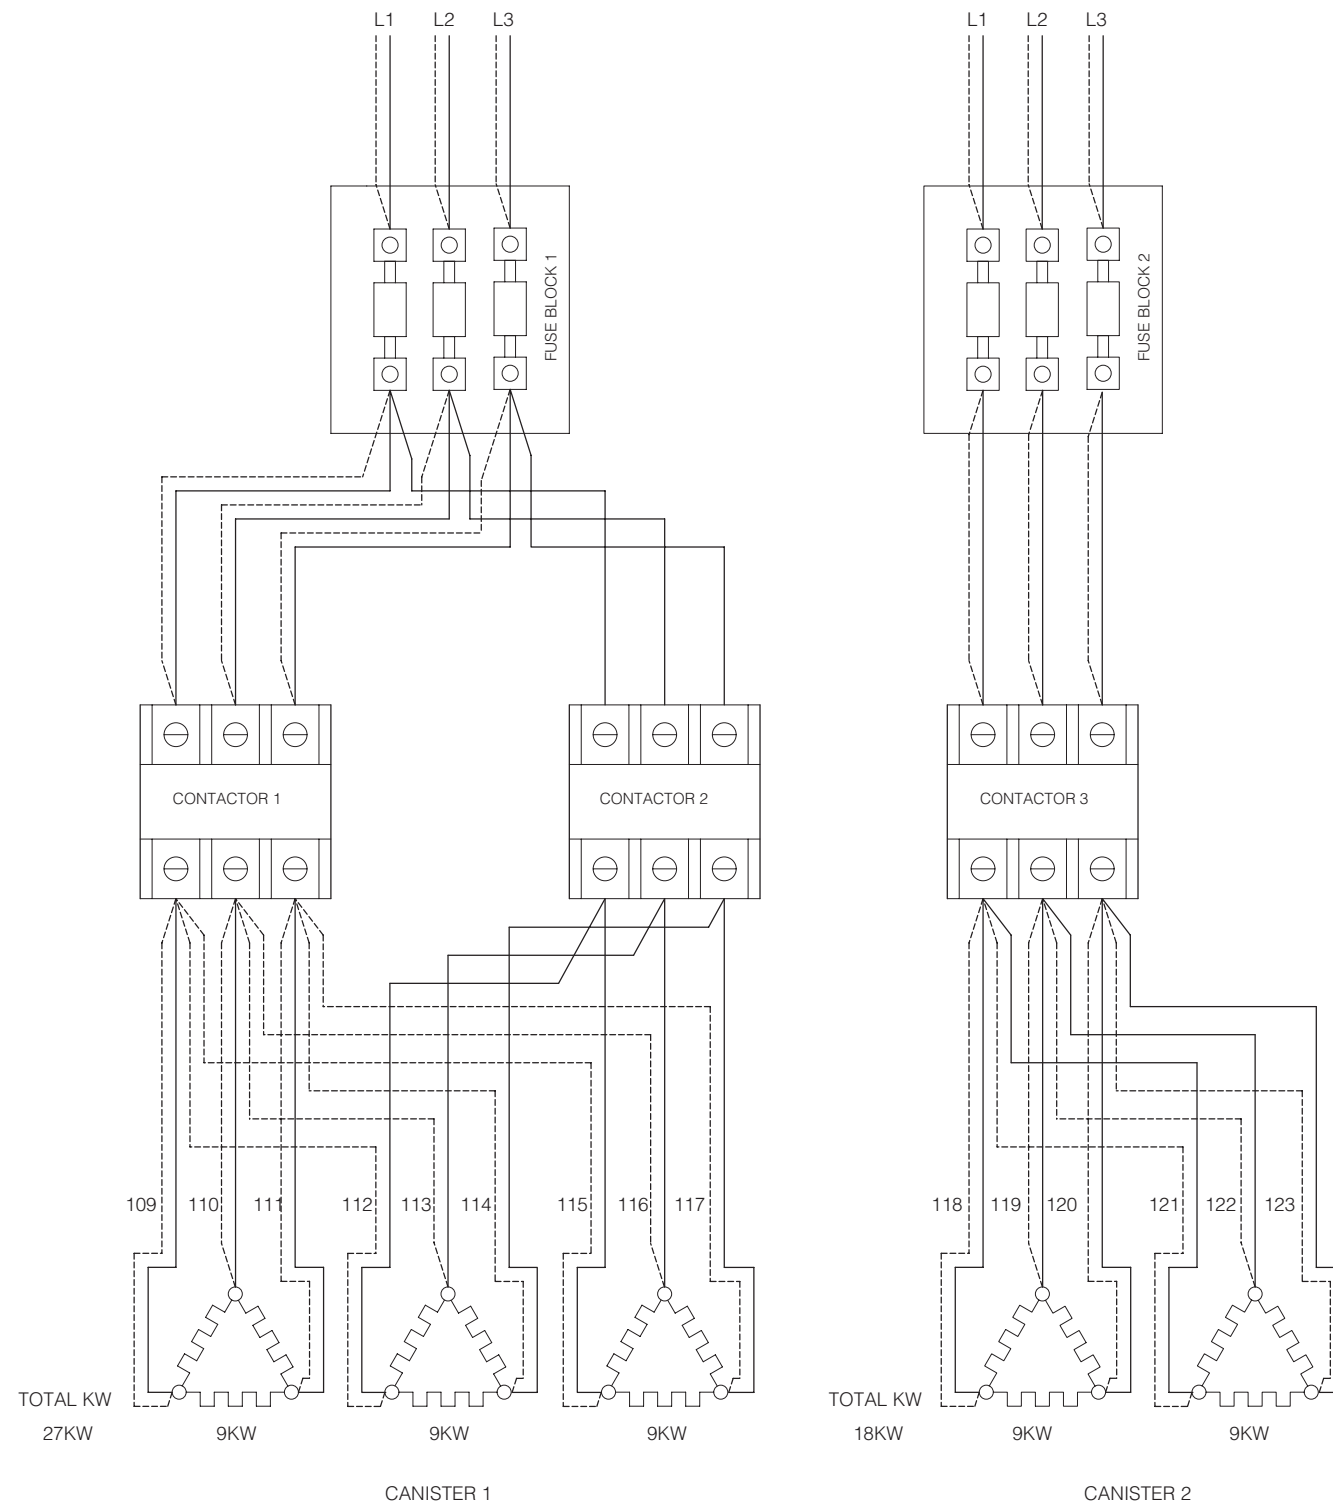 L1 L2 L3 L1 L2 L3
FUSE BLOCK 1
FUSE BLOCK 2
CONTACTOR 1 CONTACTOR 2 CONTACTOR 3
109 110 111 112 113 114 115 116 117 118 119 120 121 122 123
TOTAL KW TOTAL KW
27KW 9KW 9KW 9KW 18KW 9KW 9KW
CANISTER 1 CANISTER 2